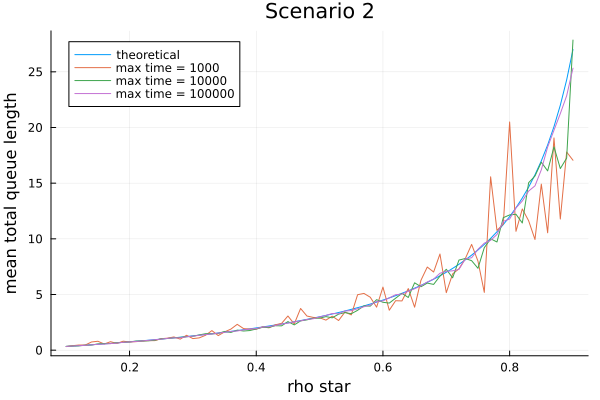 Scenario 2
theoretical
max time = 1000
max time = 10000
max time = 100000
mean total queue length
25
20
15
10
5
0
0.2 0.4 0.6 0.8
rho star